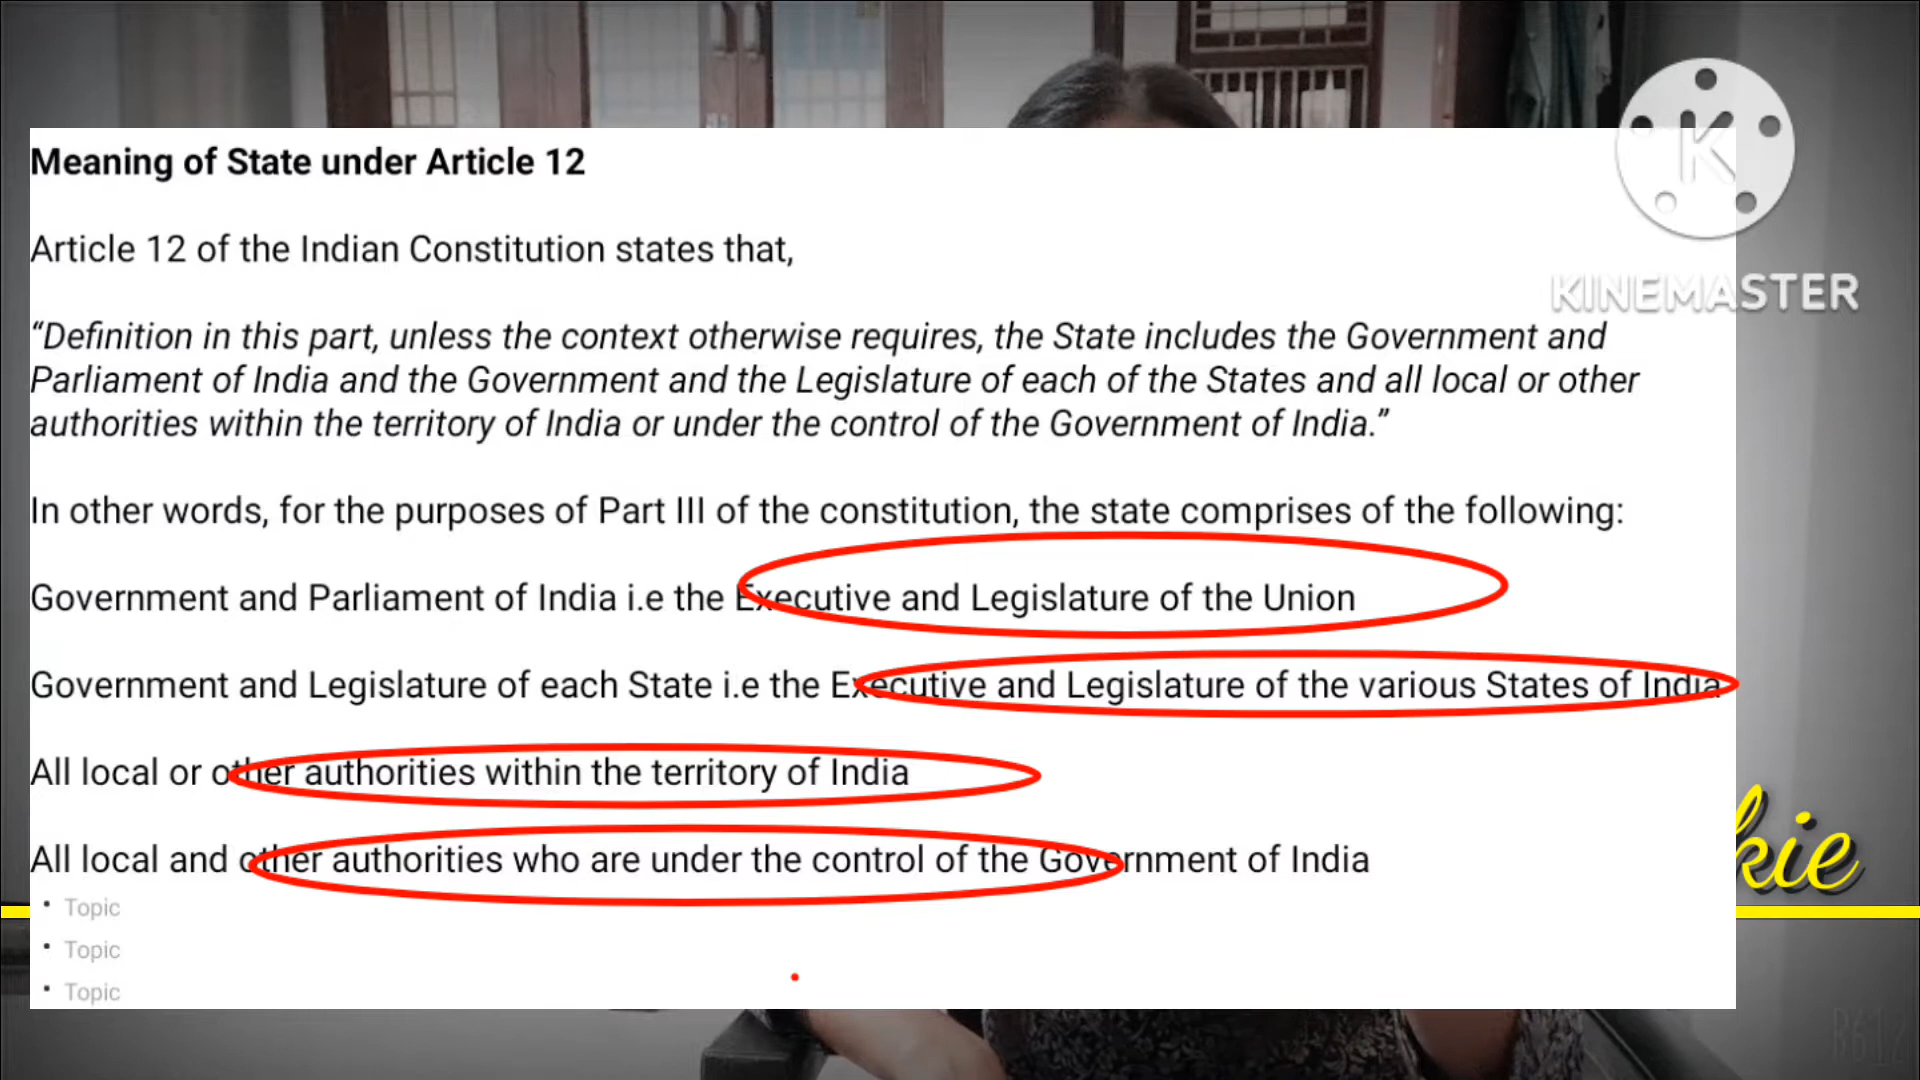 Meaning of State under Article 12
KINEMASTER
Article 12 of the Indian Constitution states that,
“Definition in this part, unless the context otherwise requires, the State includes the Government and
Parliament of India and the Government and the Legislature of each of the States and all local or other
authorities within the territory of India or under the control of the Government of India.”
In other words, for the purposes of Part III of the constitution, the state comprises of the following:
Government and Parliament of India i.e the Executive and Legislature of the Union
Government and Legislature of each State i.e the Executive and Legislature of the various States of India
All local or other authorities within the territory of India
All local and other authorities who are under the control of the Government of India
kie
• Topic
• Topic
• Topic
B612